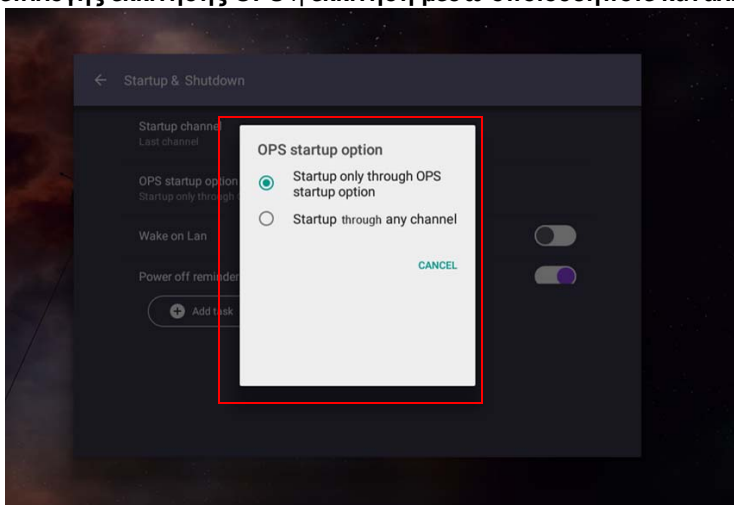 Startup & Shutdown
Startup channel
Last channel
OPS startup option
Startup only through
Wake on Lan
Power off reminder
Add task
OPS startup option
Startup only through OPS
startup option
Startup through any channel
CANCEL